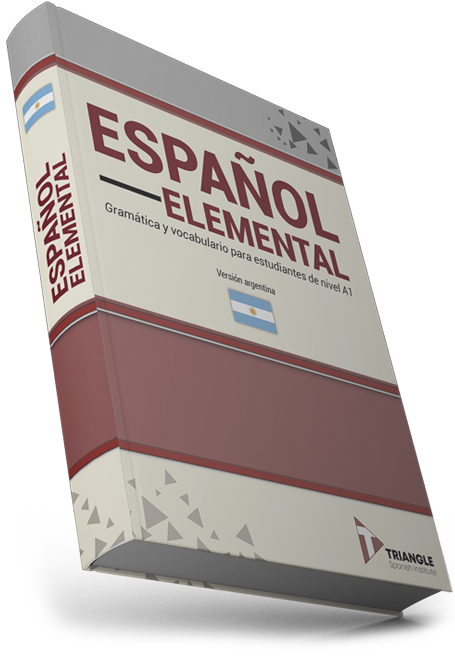 ESPAÑOL
ELEMENTAL
Gramática y vocabulario para estudiantes de nivel A1
Versión argentina
ESPAÑOL
ELEMENTAL
T
TRIANGLE
Spanish Institute